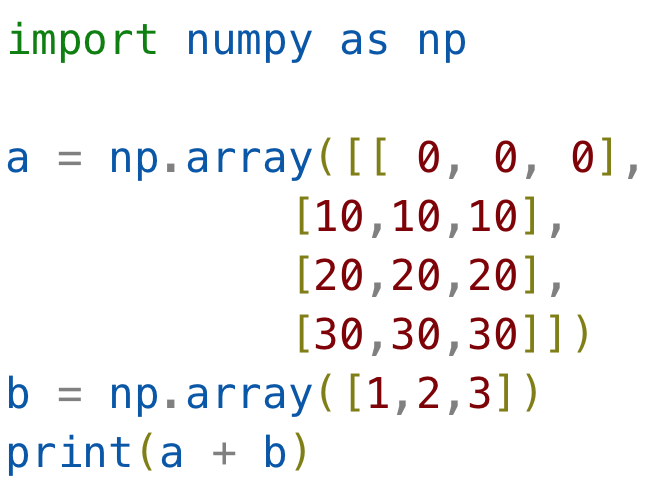 import numpy as np
a = np.array([[ 0, 0, 0],
[10,10,10],
[20,20,20],
[30,30,30]])
b = np.array([1,2,3])
print(a + b)